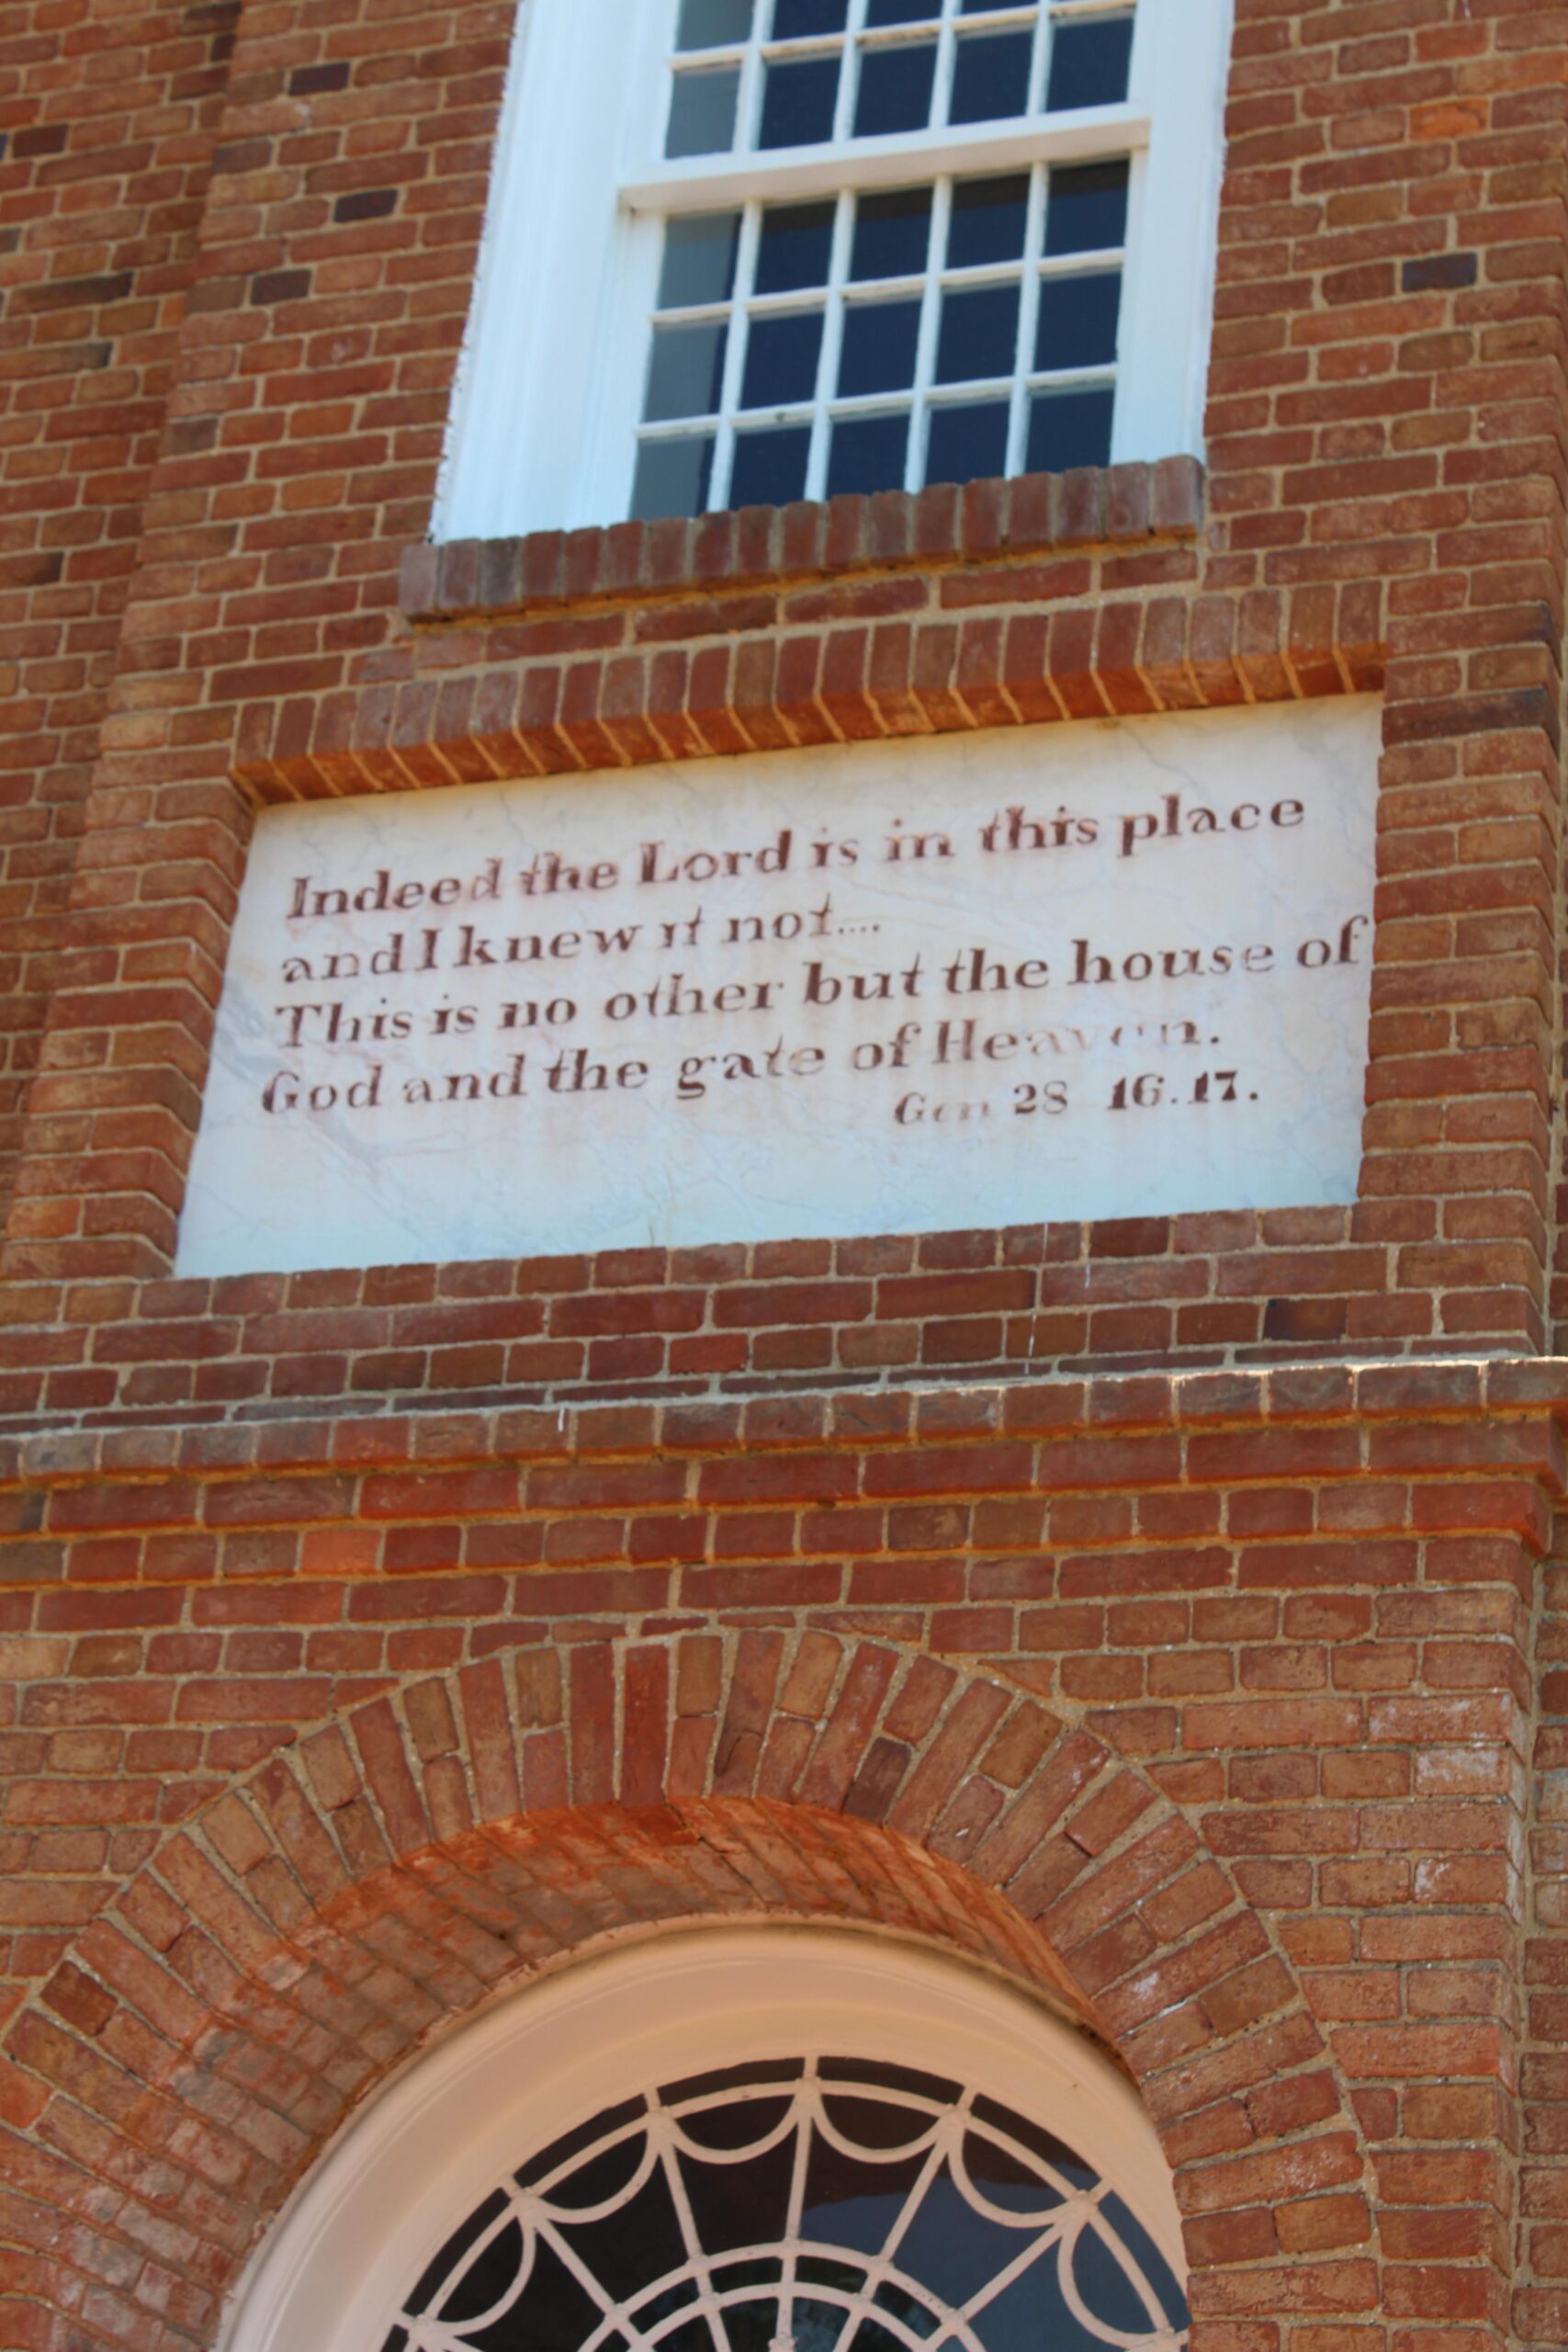 Indeed the Lord is in this place
and I knew it not....
This is no other but the house of
God and the gate of Heaven.
Gen 28 16.17.